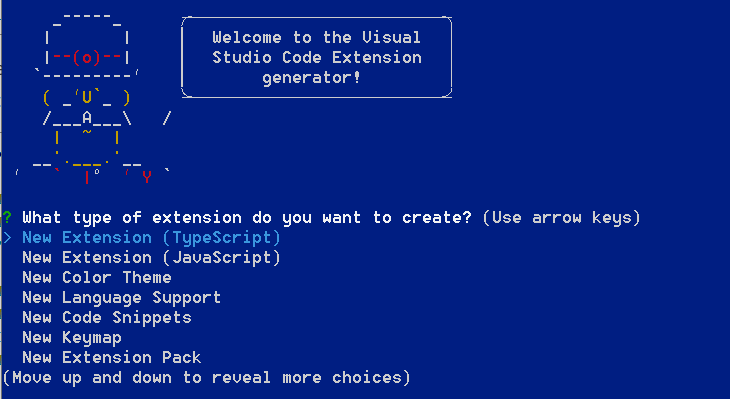 Welcome to the Visual
Studio Code Extension
generator!
? What type of extension do you want to create? (Use arrow keys)
> New Extension (TypeScript)
New Extension (JavaScript)
New Color Theme
New Language Support
New Code Snippets
New Keymap
New Extension Pack
(Move up and down to reveal more choices)